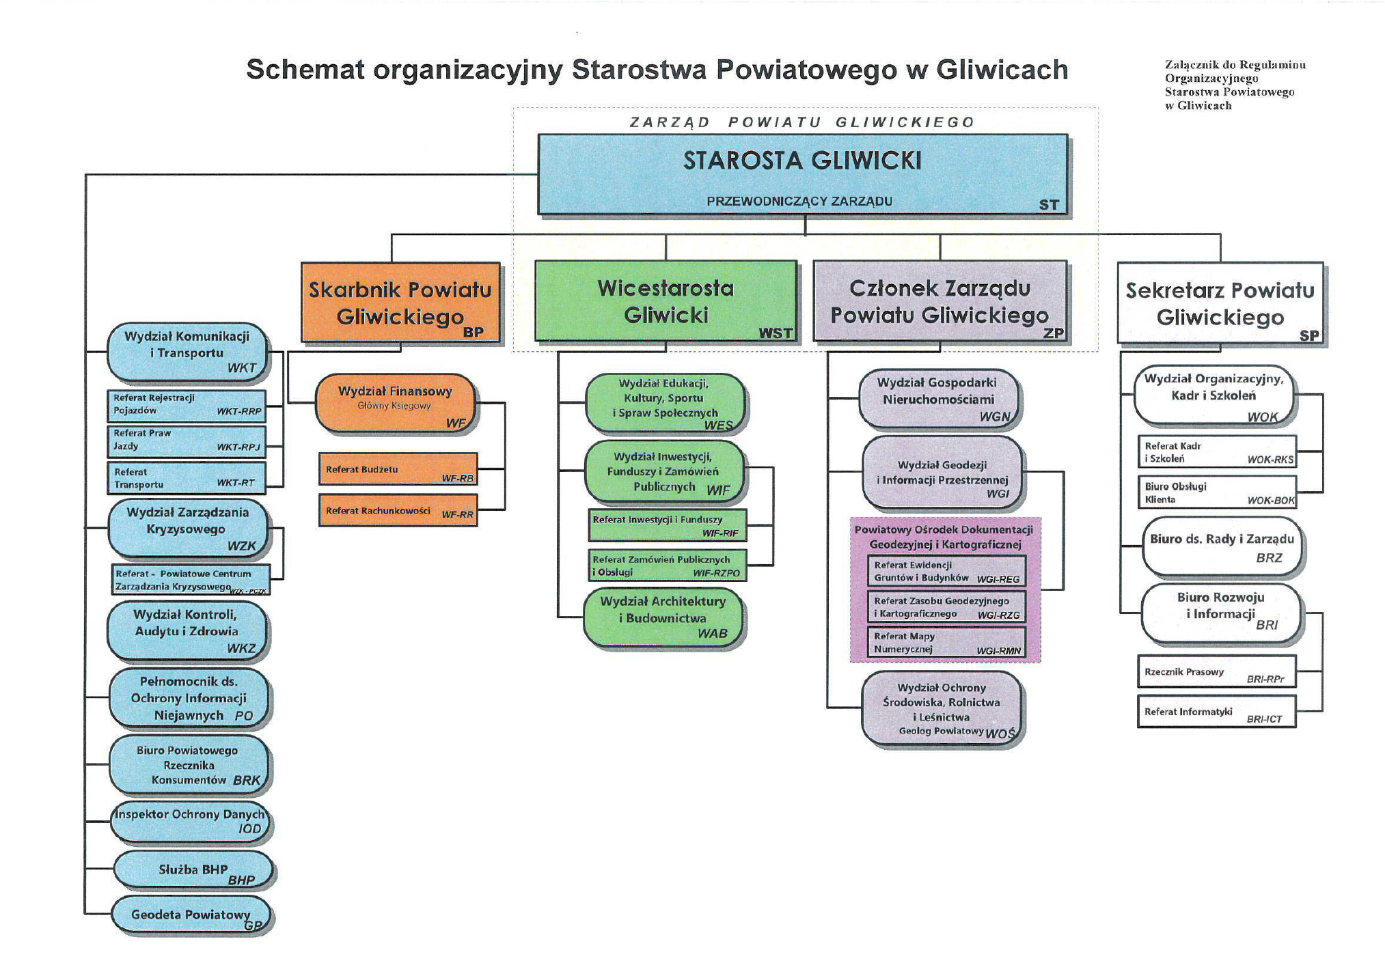 Schemat organizacyjny Starostwa Powiatowego w Gliwicach
Załącznik do Regulaminu
Organizacyjnego
Starostwa Powiatowego
w Gliwicach
ZARZĄD POWIATU GLIWICKIEGO
STAROSTA GLIWICKI
PRZEWODNICZĄCY ZARZĄDU
ST
Skarbnik Powiatu
Gliwickiego
BP
Wicestarosta
Gliwicki
WST
Członek Zarządu
Powiatu Gliwickiego
ZP
Sekretarz Powiatu
Gliwickiego
SP
Wydział Komunikacji
i Transportu
WKT
Referat Rejestracji
Pojazdów WKT-RRP
Referat Praw
Jazdy WKT-RPJ
Referat
Transportu WKT-RT
Wydział Zarządzania
Kryzysowego
WZK
Referat - Powiatowe Centrum
Zarządzania Kryzysowego WZK - PCZK
Wydział Kontroli,
Audytu i Zdrowia
WKZ
Pełnomocnik ds.
Ochrony Informacji
Niejawnych PO
Biuro Powiatowego
Rzecznika
Konsumentów BRK
Inspektor Ochrony Danych
IOD
Służba BHP
BHP
Geodeta Powiatowy
GP
Wydział Finansowy
Główny Księgowy
WF
Referat Budżetu
WF-RB
Referat Rachunkowości WF-RR
Wydział Edukacji,
Kultury, Sportu
i Spraw Społecznych
WES
Wydział Inwestycji,
Funduszy i Zamówień
Publicznych WIF
Referat Inwestycji i Funduszy
WIF-RIF
Referat Zamówień Publicznych
i Obsługi WIF-RZPO
Wydział Architektury
i Budownictwa
WAB
Wydział Gospodarki
Nieruchomościami
WGN
Wydział Geodezji
i Informacji Przestrzennej
WGI
Powiatowy Ośrodek Dokumentacji
Geodezyjnej i Kartograficznej
Referat Ewidencji
Gruntów i Budynków WGI-REG
Referat Zasobu Geodezyjnego
i Kartograficznego WGI-RZG
Referat Mapy
Numerycznej WGI-RMN
Wydział Ochrony
Środowiska, Rolnictwa
i Leśnictwa
Geolog Powiatowy WOŚ
Wydział Organizacyjny,
Kadr i Szkoleń
WOK
Referat Kadr
i Szkoleń WOK-RKS
Biuro Obsługi
Klienta WOK-BOK
Biuro ds. Rady i Zarządu
BRZ
Biuro Rozwoju
i Informacji
BRI
Rzecznik Prasowy
BRI-RPr
Referat Informatyki
BRI-ICT